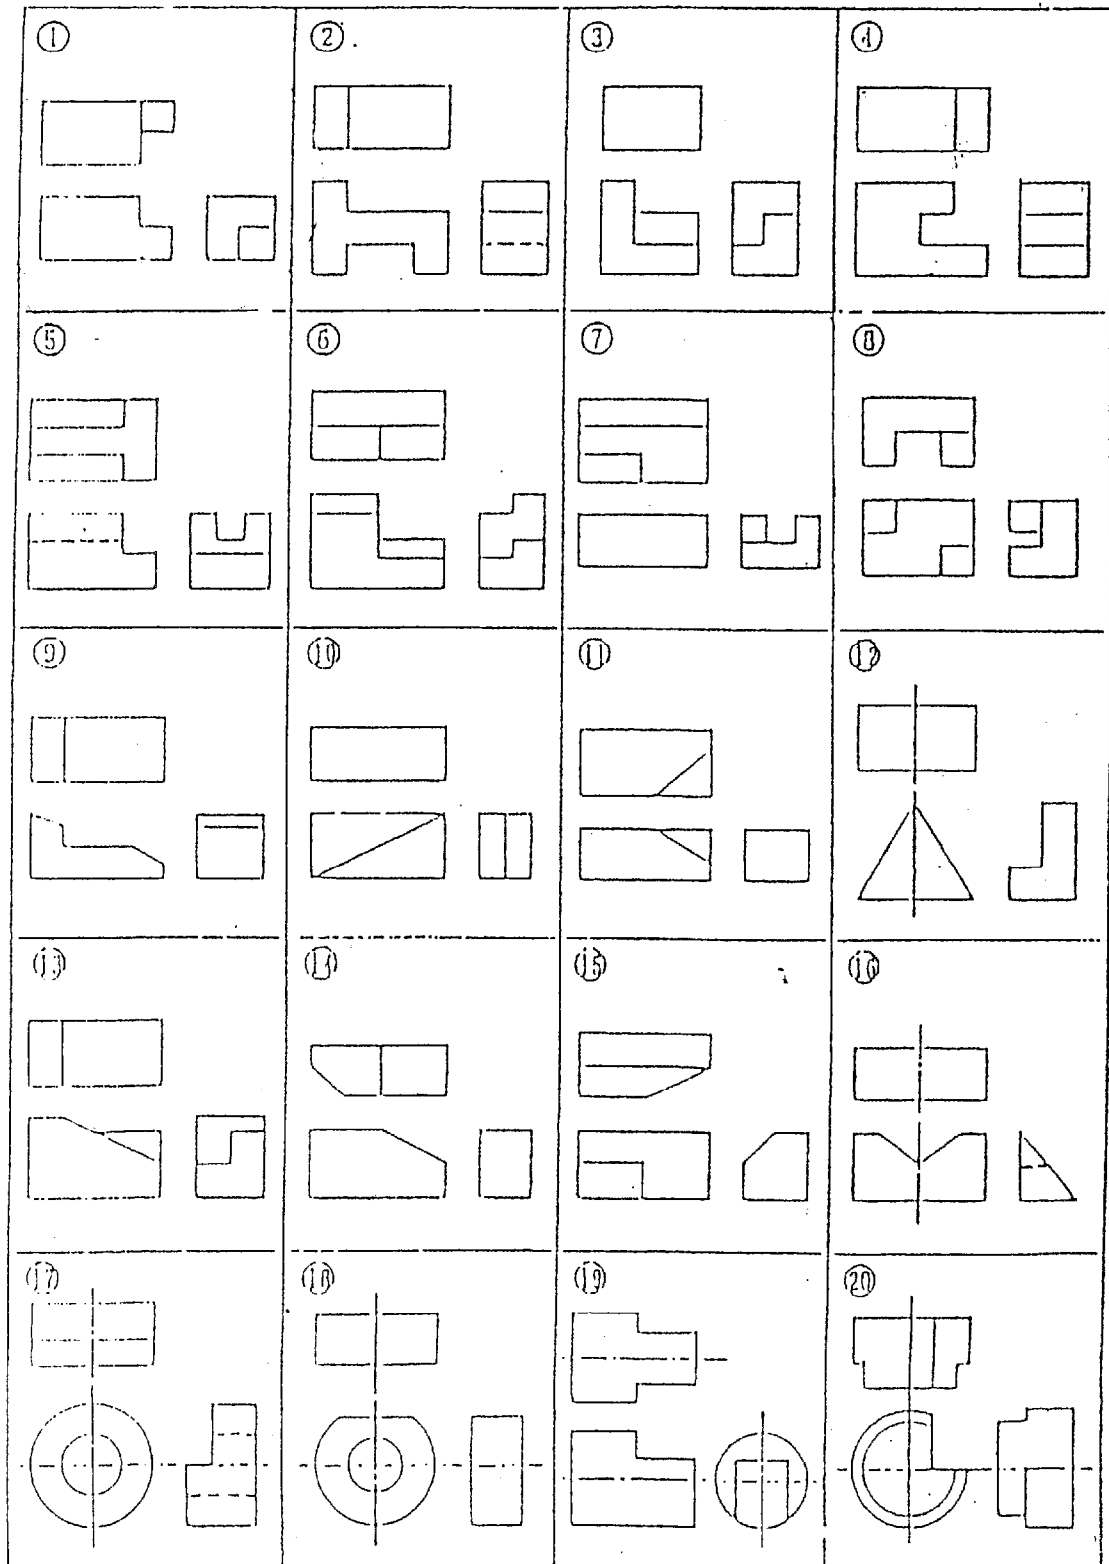 ① ② ③ ④
⑤ ⑥ ⑦ ⑧
⑨ ⑩ ⑪ ⑫
⑬ ⑭ ⑮ ⑯
⑰ ⑱ ⑲ ⑳